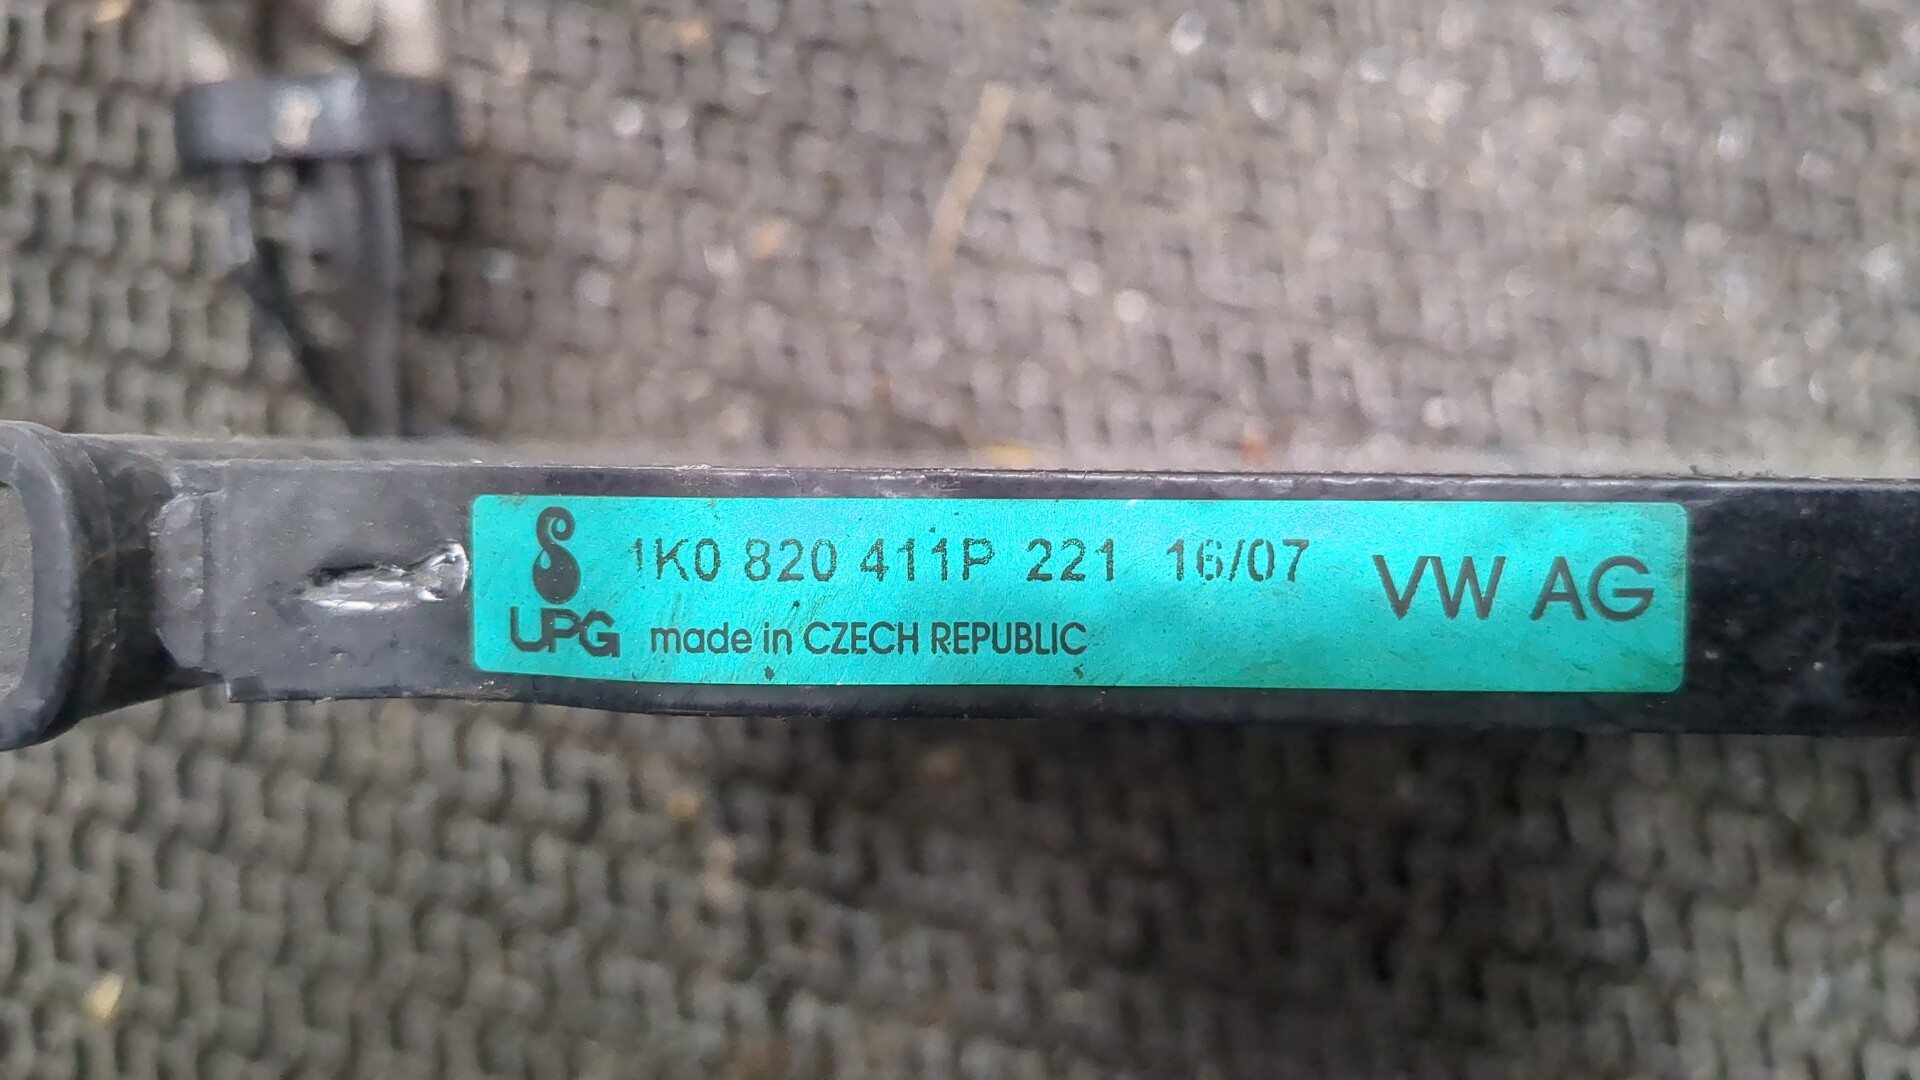 1K0 820 411P 221 16/07 VW AG
UPG made in CZECH REPUBLIC